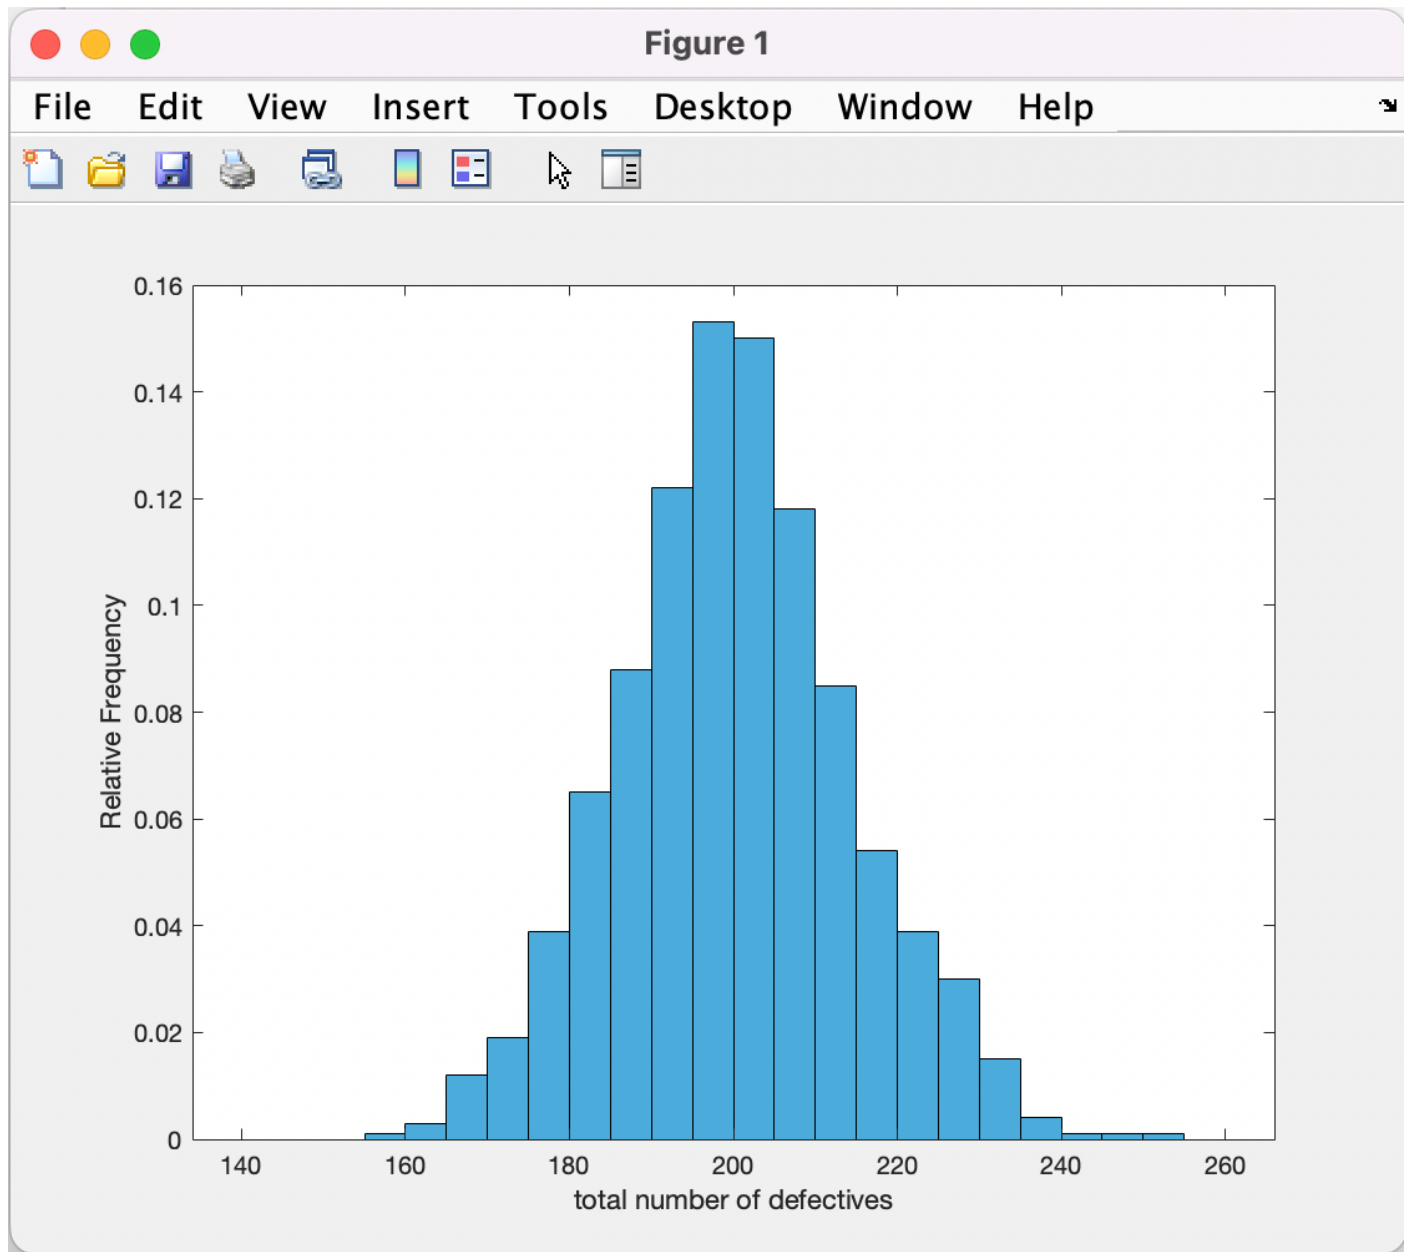 Figure 1
File Edit View Insert Tools Desktop Window Help
0.16
0.14
0.12
0.1
0.08
0.06
0.04
0.02
0
Relative Frequency
140 160 180 200 220 240 260
total number of defectives